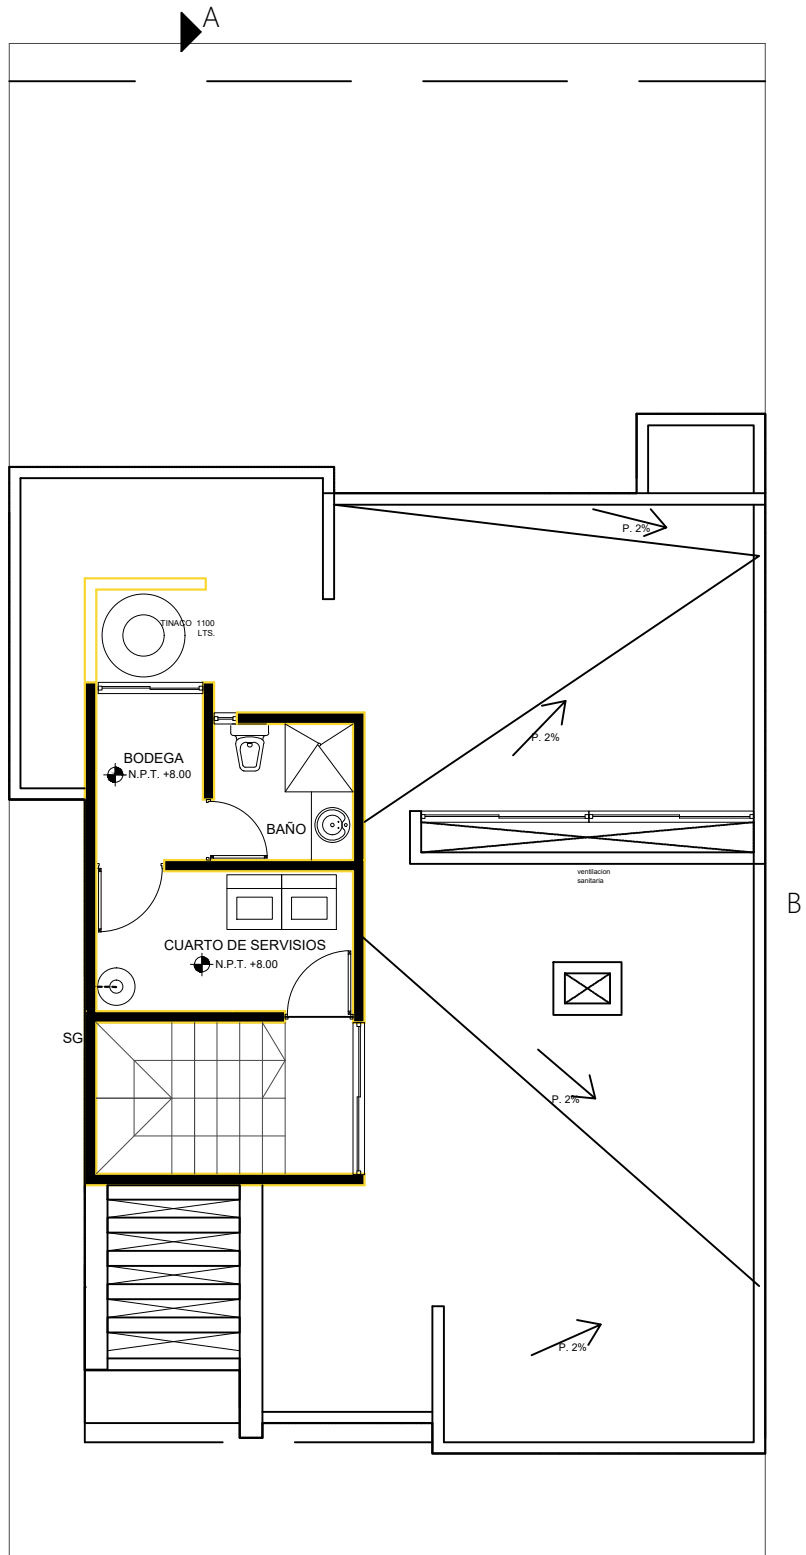 A
P. 2%
TINACO 1100
LTS.
P. 2%
BODEGA
N.P.T. +8.00
BAÑO
ventilacion
sanitaria
B
CUARTO DE SERVISIOS
N.P.T. +8.00
SG
P. 2%
P. 2%